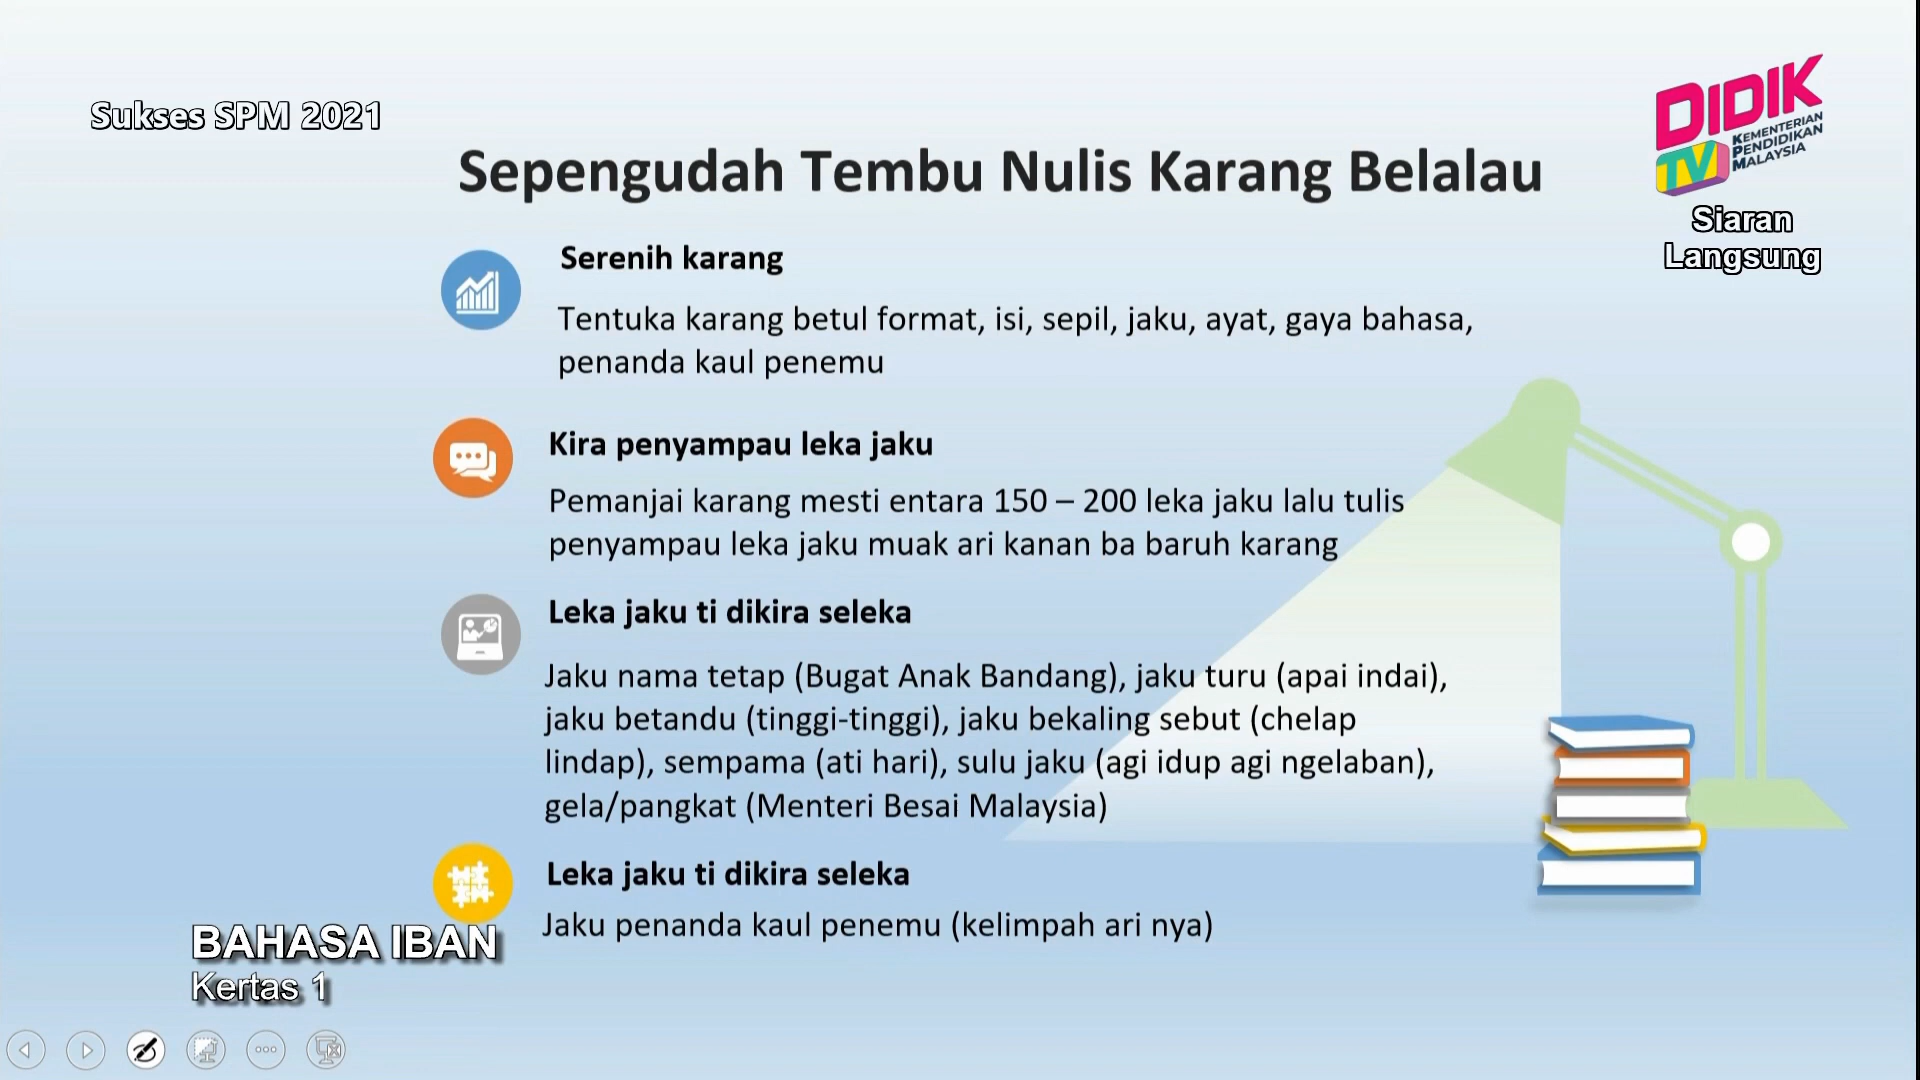 Sukses SPM 2021
DIDIK
TV
KEMENTERIAN
PENDIDIKAN
MALAYSIA
Siaran
Langsung
Sepengudah Tembu Nulis Karang Belalau
Serenih karang
Tentuka karang betul format, isi, sepil, jaku, ayat, gaya bahasa,
penanda kaul penemu
Kira penyampau leka jaku
Pemanjai karang mesti entara 150 – 200 leka jaku lalu tulis
penyampau leka jaku muak ari kanan ba baruh karang
Leka jaku ti dikira seleka
Jaku nama tetap (Bugat Anak Bandang), jaku turu (apai indai),
jaku betandu (tinggi-tinggi), jaku bekaling sebut (chelap
lindap), sempama (ati hari), sulu jaku (agi idup agi ngelaban),
gela/pangkat (Menteri Besai Malaysia)
Leka jaku ti dikira seleka
Jaku penanda kaul penemu (kelimpah ari nya)
BAHASA IBAN
Kertas 1